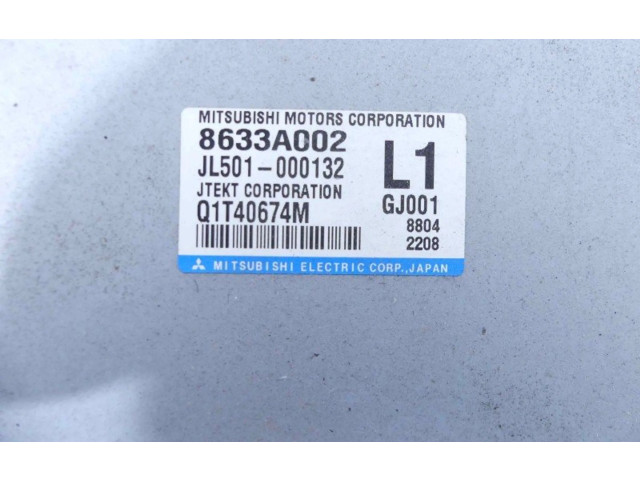 MITSUBISHI MOTORS CORPORATION
8633A002
JL501-000132
L1
JTEKT CORPORATION
GJ001
Q1T40674M
8804
2208
MITSUBISHI ELECTRIC CORP.,JAPAN